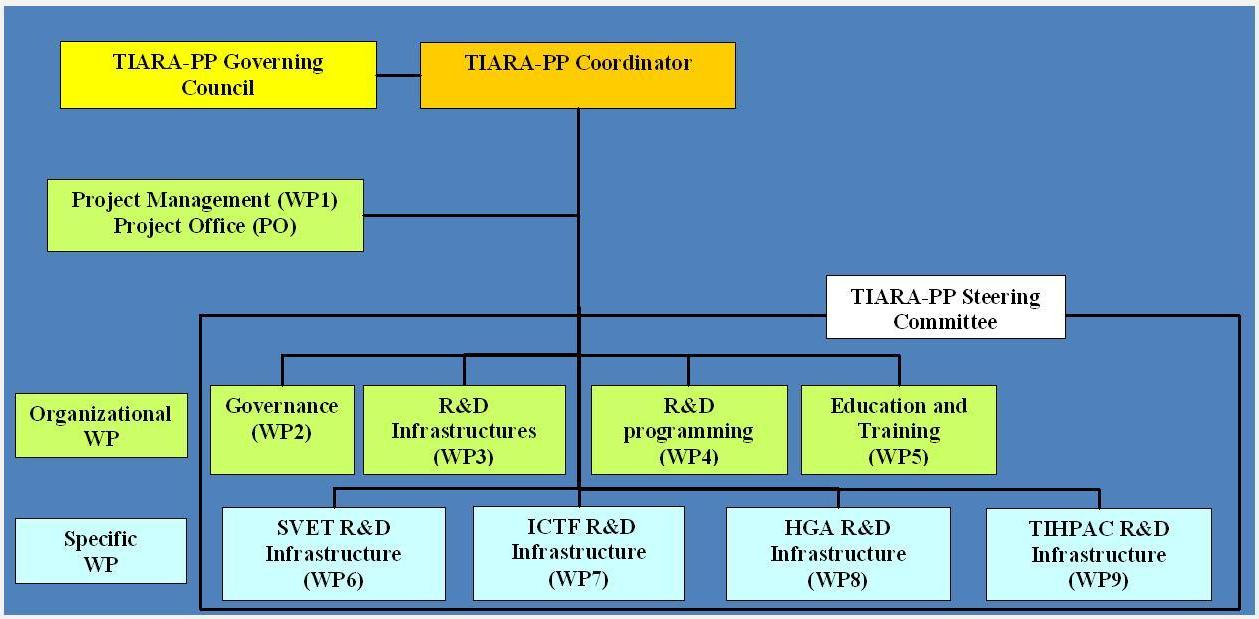 TIARA-PP Governing
Council
TIARA-PP Coordinator
Project Management (WP1)
Project Office (PO)
TIARA-PP Steering
Committee
Organizational
WP
Governance
(WP2)
R&D
Infrastructures
(WP3)
R&D
programming
(WP4)
Education and
Training
(WP5)
Specific
WP
SVET R&D
Infrastructure
(WP6)
ICTF R&D
Infrastructure
(WP7)
HGA R&D
Infrastructure
(WP8)
TIHPAC R&D
Infrastructure
(WP9)